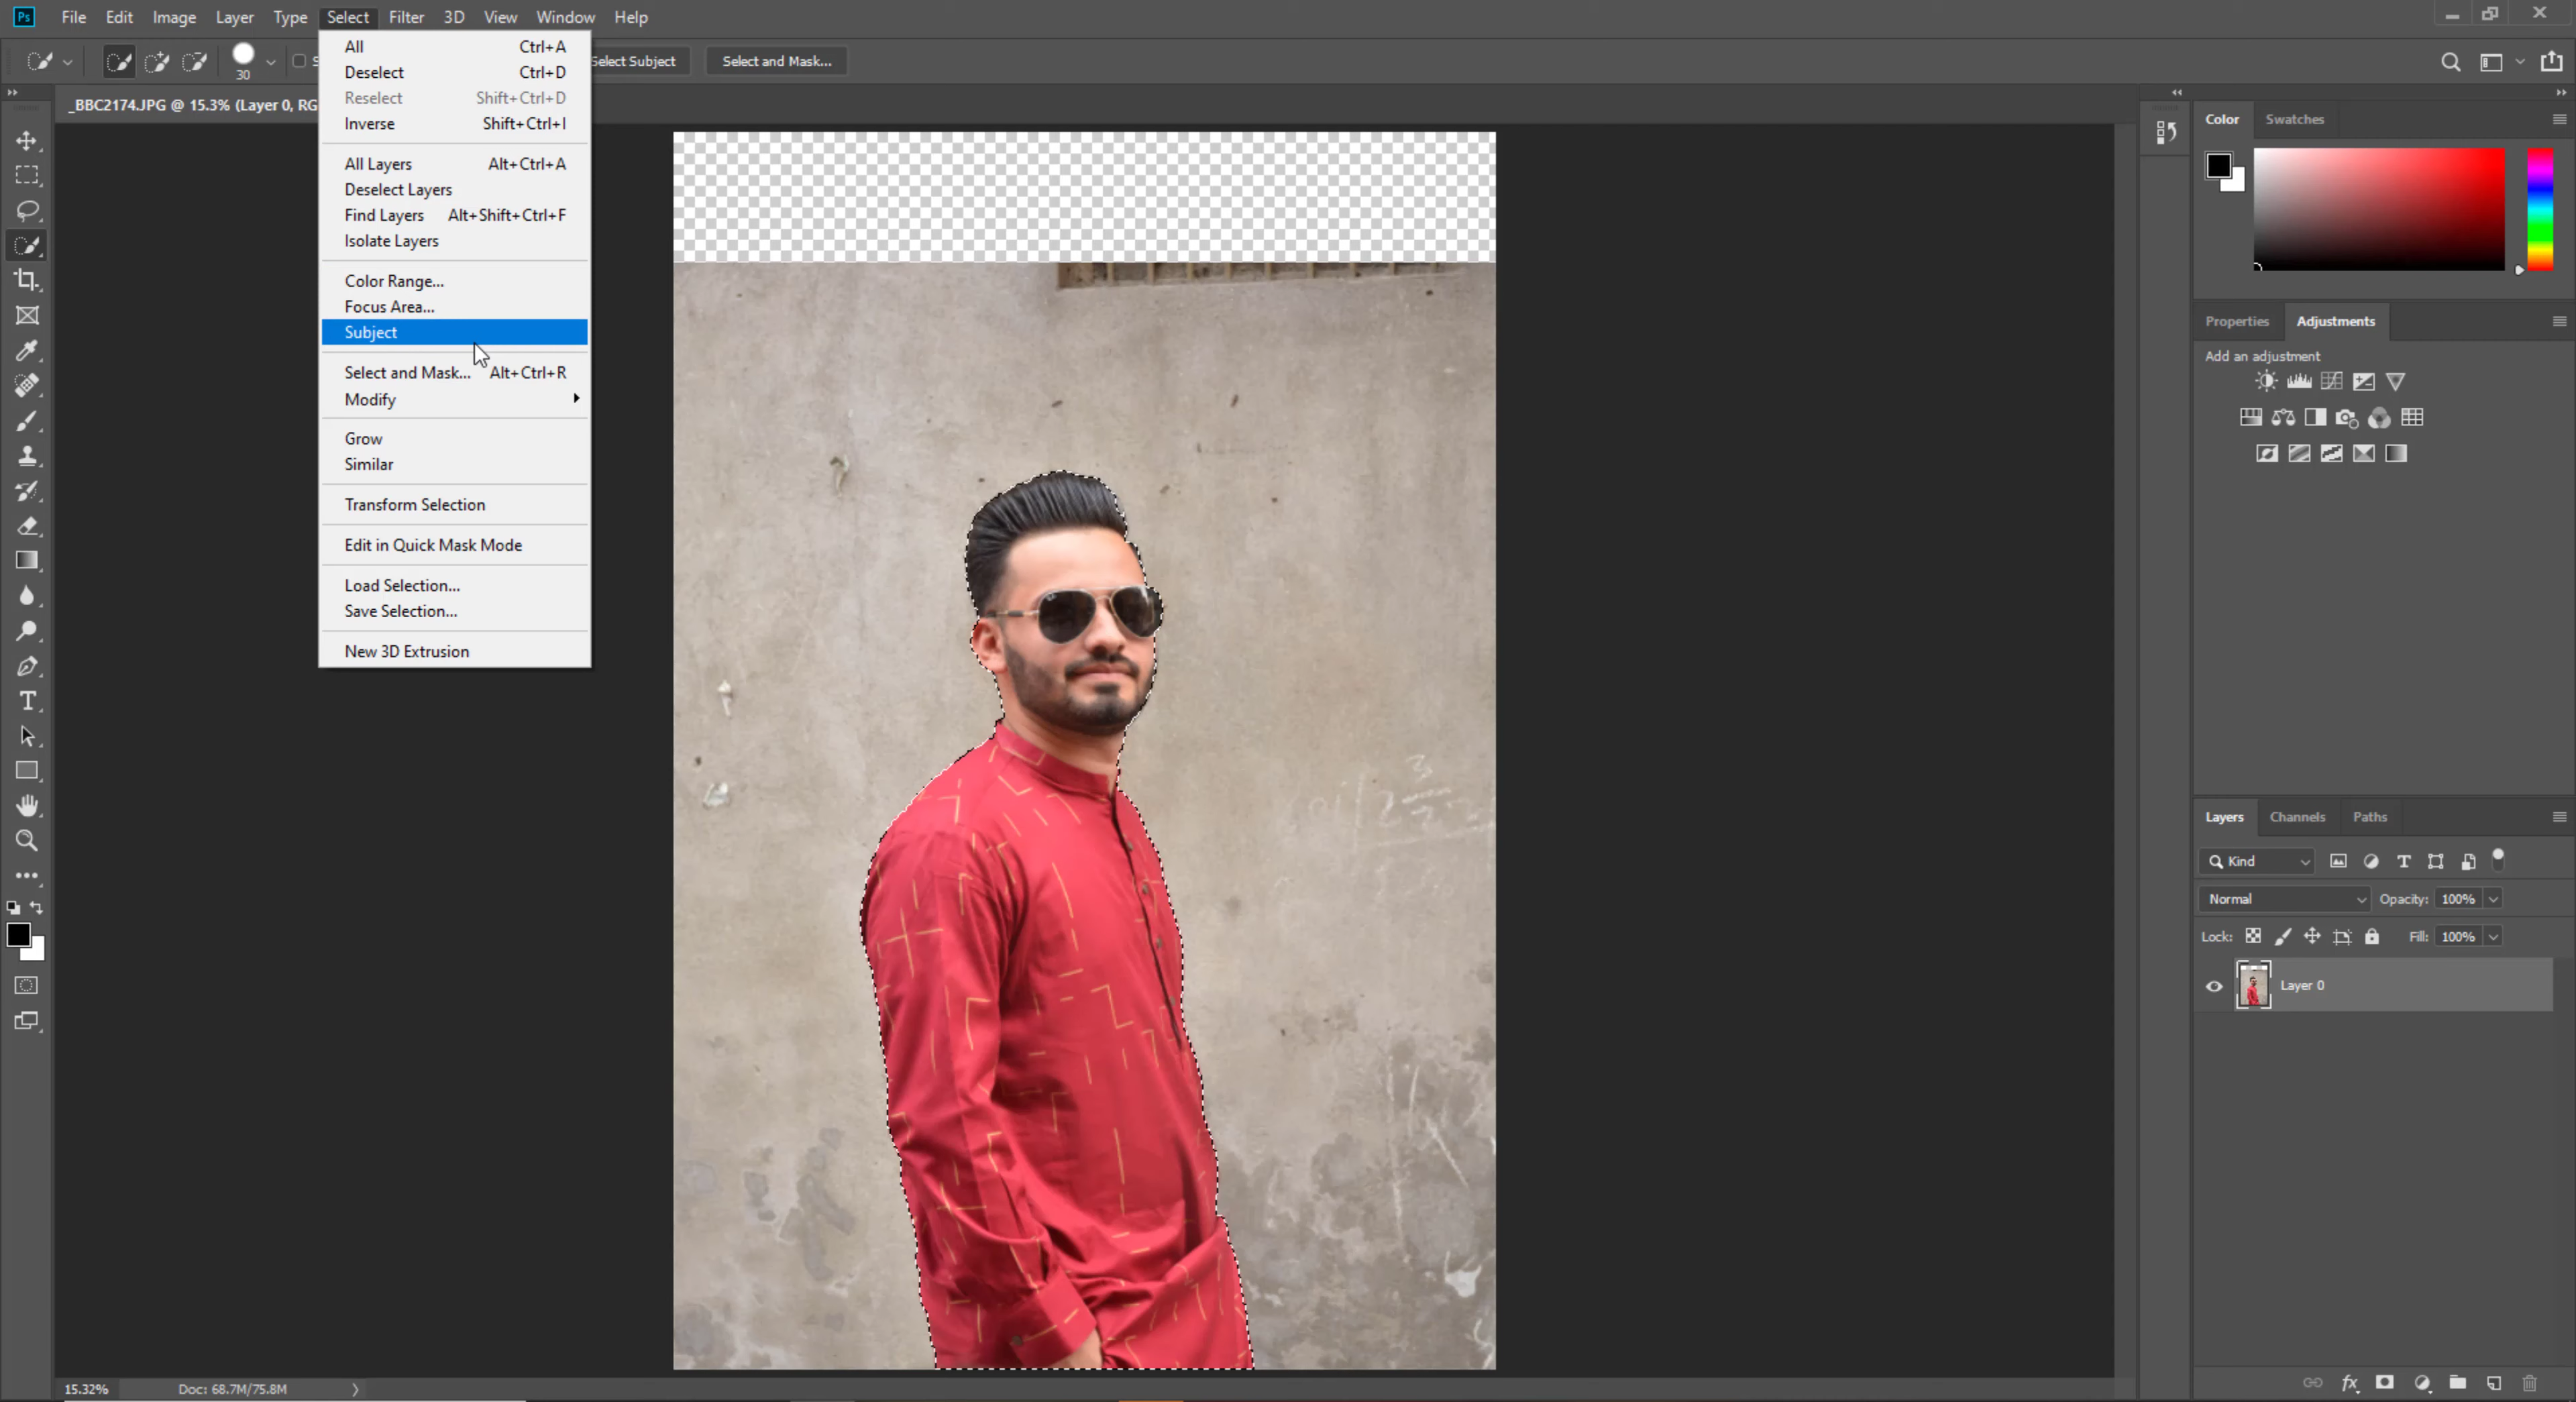 Ps File Edit Image Layer Type Select Filter 3D View Window Help
30 Select Subject Select and Mask...
_BBC2174.JPG @ 15.3% (Layer 0, RG
All Ctrl+A
Deselect Ctrl+D
Reselect Shift+Ctrl+D
Inverse Shift+Ctrl+I
All Layers Alt+Ctrl+A
Deselect Layers
Find Layers Alt+Shift+Ctrl+F
Isolate Layers
Color Range...
Focus Area...
Subject
Select and Mask... Alt+Ctrl+R
Modify
Grow
Similar
Transform Selection
Edit in Quick Mask Mode
Load Selection...
Save Selection...
New 3D Extrusion
Color Swatches
Properties Adjustments
Add an adjustment
Layers Channels Paths
Kind
Normal Opacity: 100%
Lock: Fill: 100%
Layer 0
15.32% Doc: 68.7M/75.8M